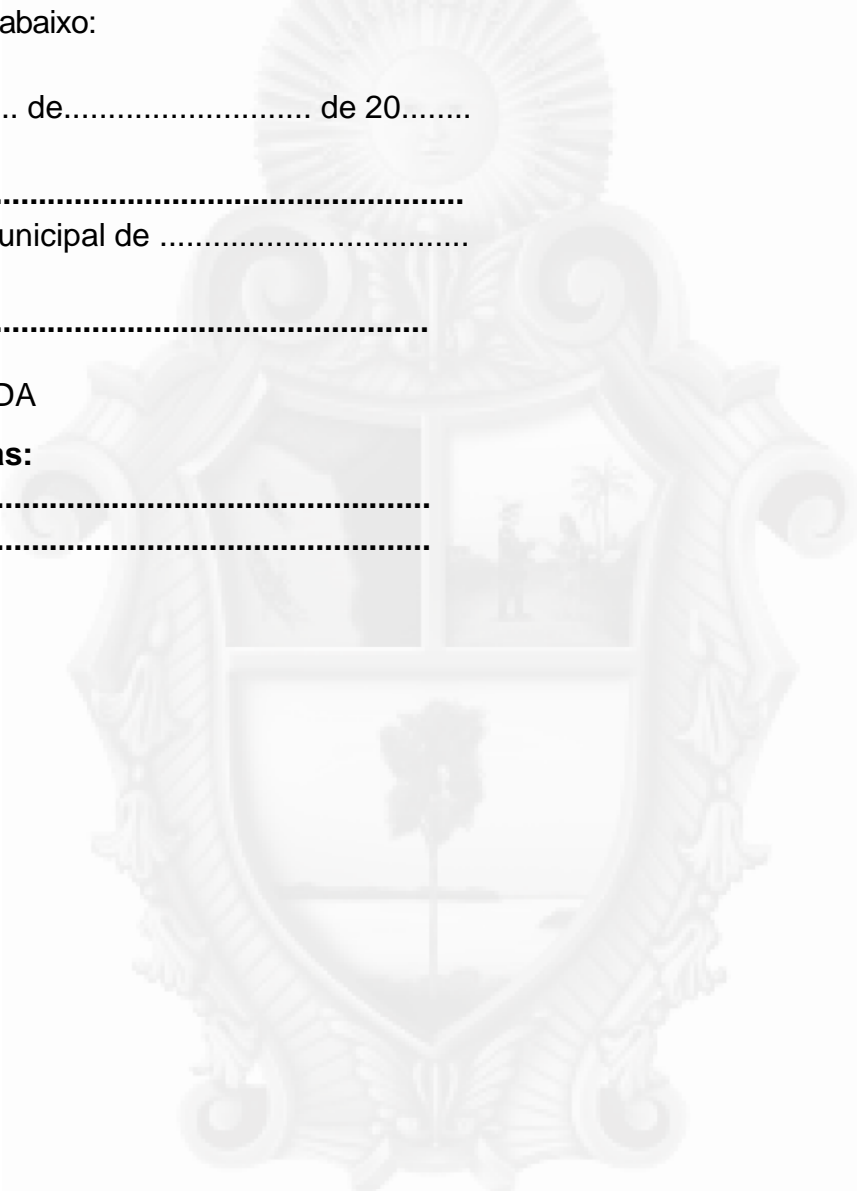 abaixo:
.. de............................ de 20........
.....................................................
unicipal de ...................................
.................................................
DA
as:
.................................................
.................................................